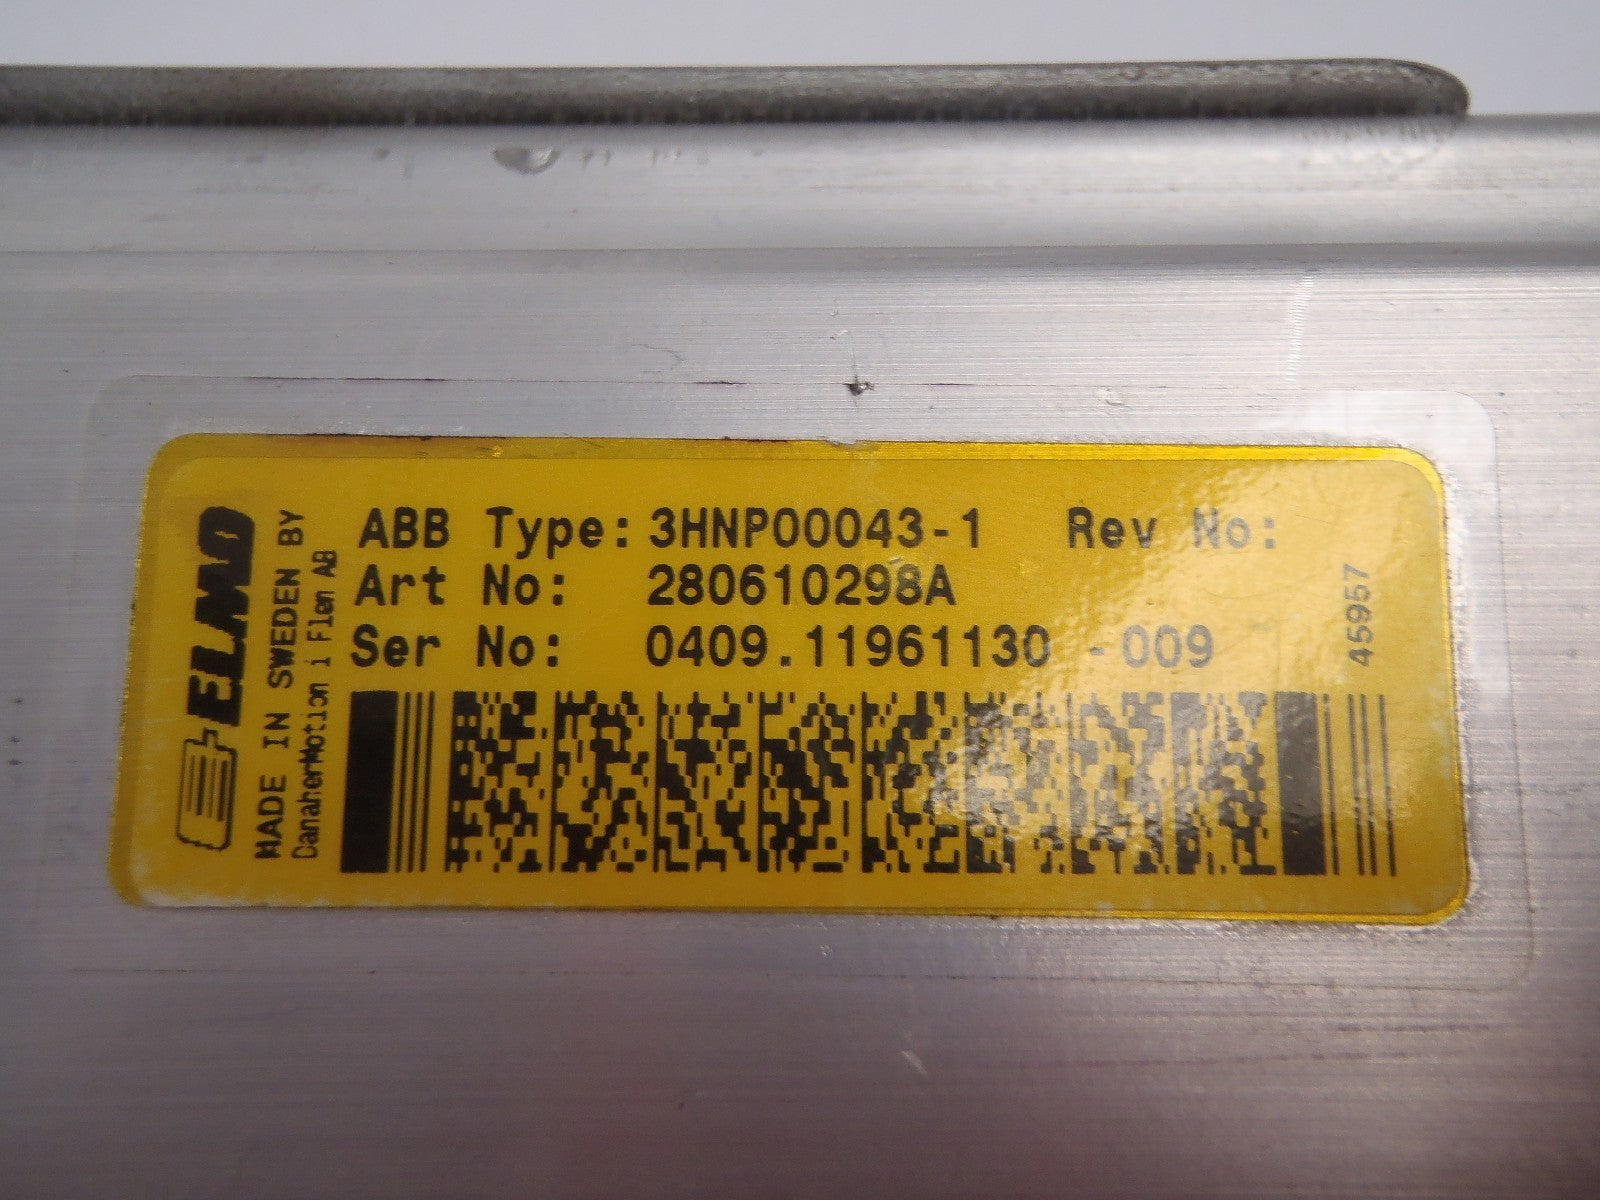 ELMO
MADE IN SWEDEN BY
DanaherMotion i Flen AB
ABB Type: 3HNP00043-1 Rev No:
Art No: 280610298A
Ser No: 0409.11961130 -009
45957